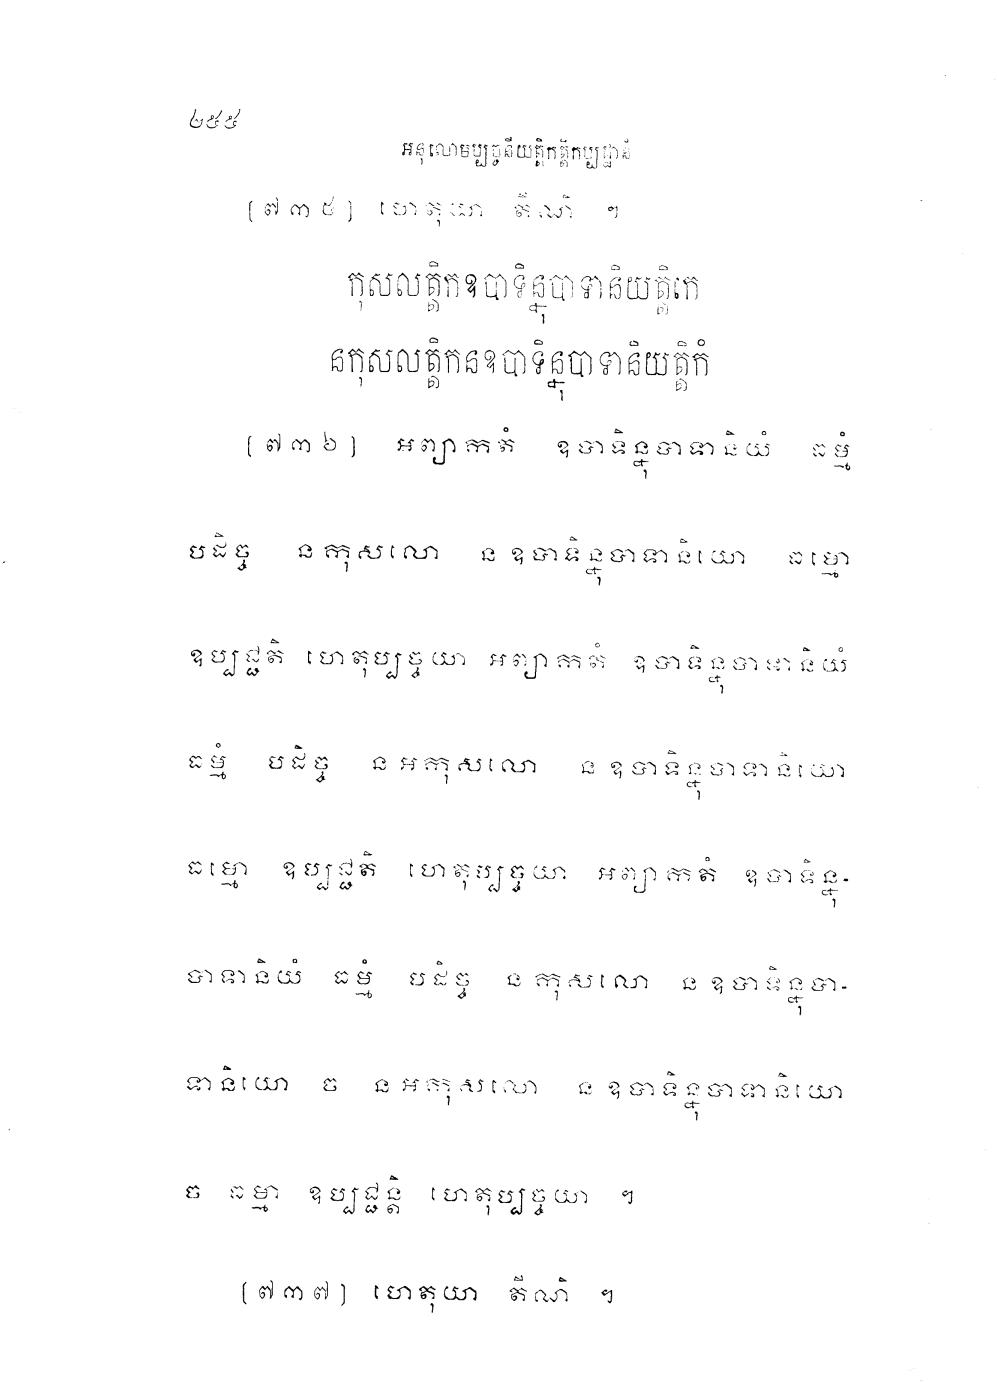 ២៥៥
អនុលោមប្បច្ចនីយត្តិកត្តិកប្បដ្ឋានំ
[៧៣៥] ហេតុយា តីណិ ។
កុសលត្តិកឧបាទិន្នុបាទានិយត្តិកេ
នកុសលត្តិកនឧបាទិន្នុបាទានិយត្តិកំ
[៧៣៦] អព្យាកតំ ឧបាទិន្នុបាទានិយំ ធម្មំ
បដិច្ច នកុសលោ នឧបាទិន្នុបាទានិយោ ធម្មោ
ឧប្បជ្ជតិ ហេតុប្បច្ចយា អព្យាកតំ ឧបាទិន្នុបាទានិយំ
ធម្មំ បដិច្ច នអកុសលោ នឧបាទិន្នុបាទានិយោ
ធម្មោ ឧប្បជ្ជតិ ហេតុប្បច្ចយា អព្យាកតំ ឧបាទិន្នុ-
បាទានិយំ ធម្មំ បដិច្ច នកុសលោ នឧបាទិន្នុបា-
ទានិយោ ច នអកុសលោ នឧបាទិន្នុបាទានិយោ
ច ធម្មា ឧប្បជ្ជន្តិ ហេតុប្បច្ចយា ។
[៧៣៧] ហេតុយា តីណិ ។